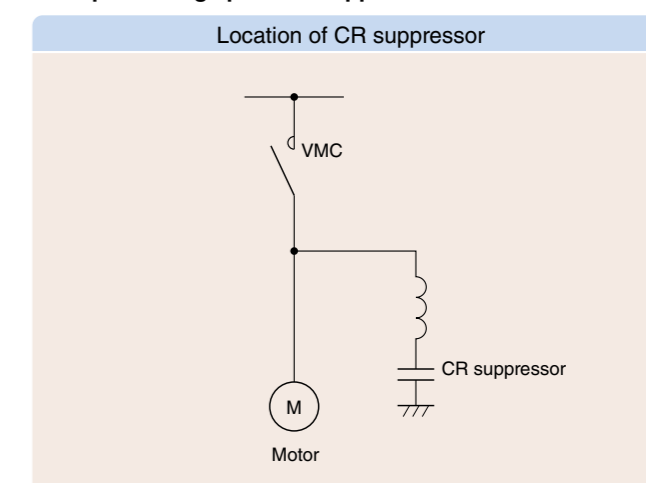 Location of CR suppressor
VMC
CR suppressor
M
Motor